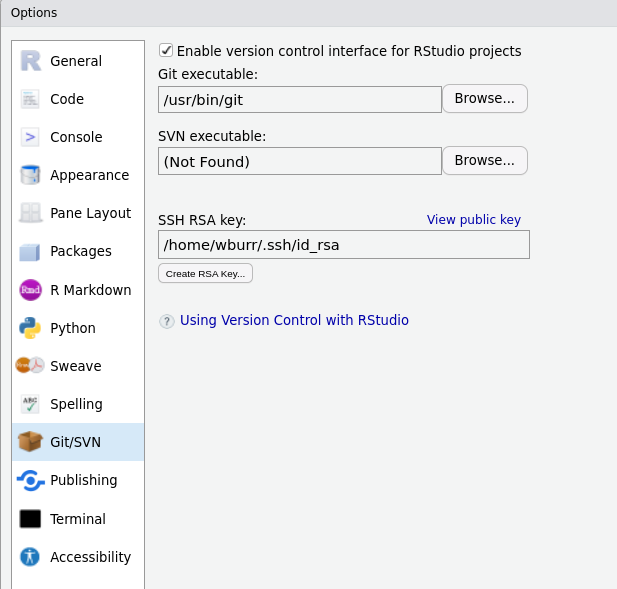 Options
General
Code
Console
Appearance
Pane Layout
Packages
R Markdown
Python
Sweave
Spelling
Git/SVN
Publishing
Terminal
Accessibility
Enable version control interface for RStudio projects
Git executable:
/usr/bin/git Browse...
SVN executable:
(Not Found) Browse...
SSH RSA key: View public key
/home/wburr/.ssh/id_rsa
Create RSA Key...
? Using Version Control with RStudio
R
>
Rmd
ABC